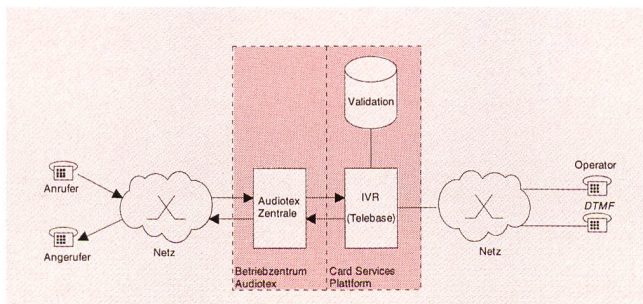 Validation
Operator
Anrufer
Audiotex
Zentrale
IVR
(Telebase)
DTMF
Angerufer
Netz
Netz
Betriebzentrum
Audiotex
Card Services
Plattform